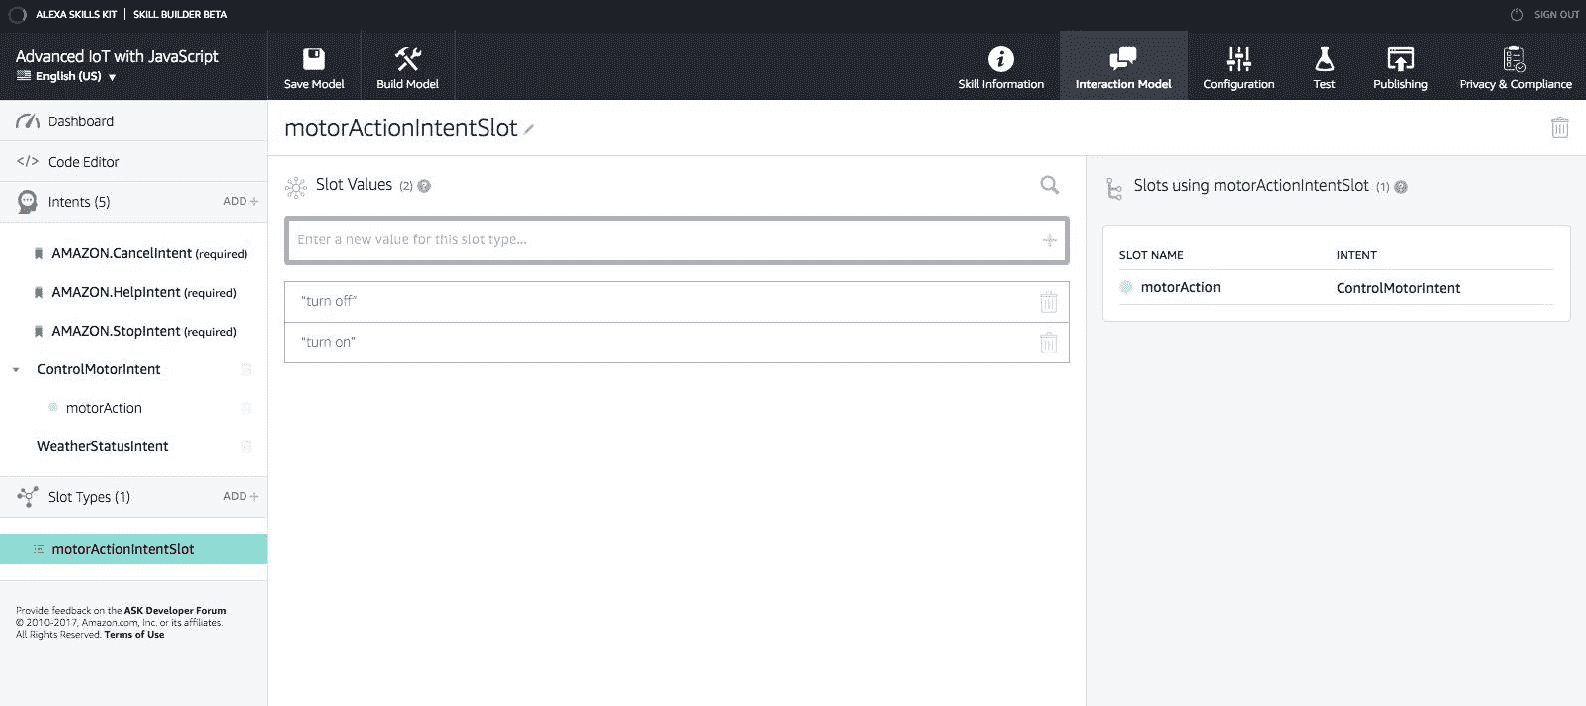 ALEXA SKILLS KIT | SKILL BUILDER BETA
SIGN OUT
Advanced IoT with JavaScript
English (US)
Save Model
Build Model
Skill Information
Interaction Model
Configuration
Test
Publishing
Privacy & Compliance
Dashboard
Code Editor
Intents (5)
ADD +
AMAZON.CancelIntent (required)
AMAZON.HelpIntent (required)
AMAZON.StopIntent (required)
ControlMotorIntent
motorAction
WeatherStatusIntent
Slot Types (1)
ADD +
motorActionIntentSlot
Provide feedback on the ASK Developer Forum
© 2010-2017, Amazon.com, Inc. or its affiliates.
All Rights Reserved. Terms of Use
motorActionIntentSlot
Slot Values (2)
Enter a new value for this slot type...
“turn off”
“turn on”
Slots using motorActionIntentSlot (1)
SLOT NAME INTENT
motorAction ControlMotorIntent